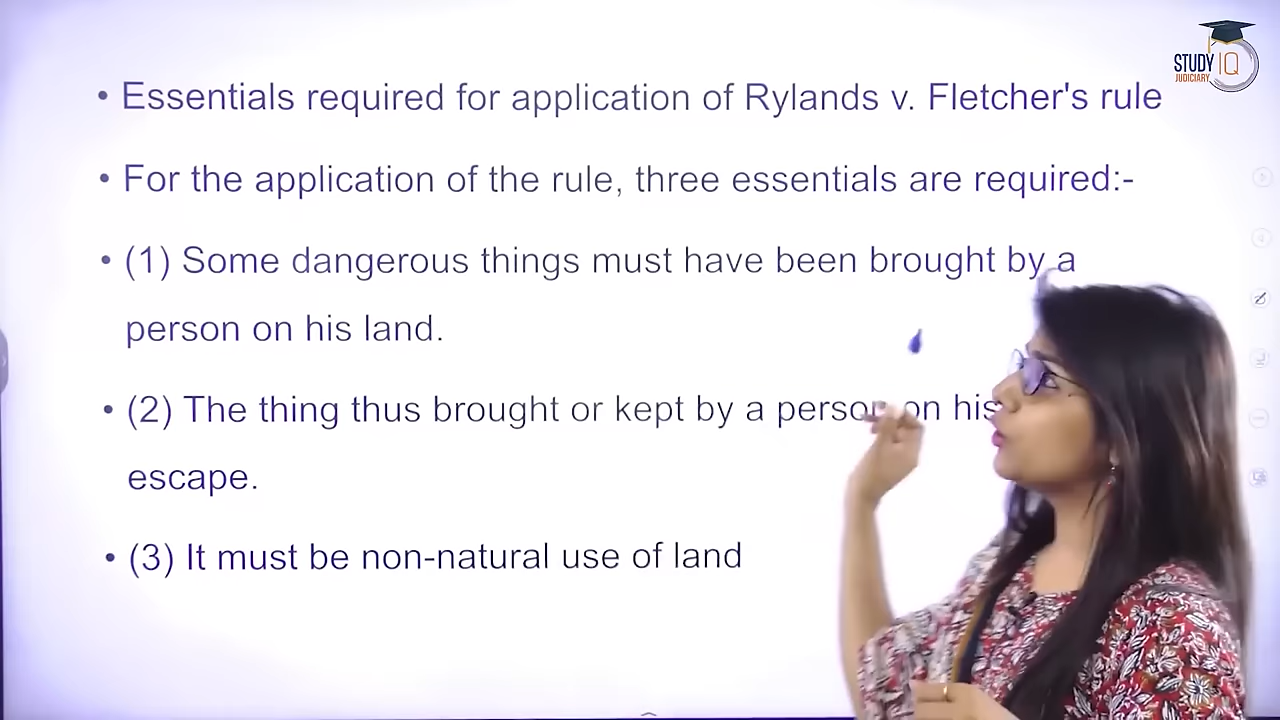 STUDY IQ
JUDICIARY
• Essentials required for application of Rylands v. Fletcher's rule
• For the application of the rule, three essentials are required:-
• (1) Some dangerous things must have been brought by a
person on his land.
• (2) The thing thus brought or kept by a person on his
escape.
• (3) It must be non-natural use of land